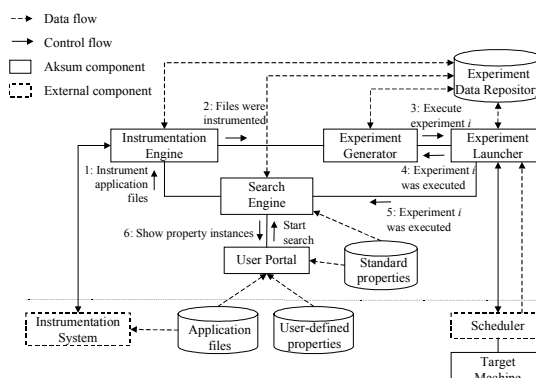 Data flow
Control flow
Aksum component
External component
Experiment
Data Repository
2: Files were
instrumented
3: Execute
experiment i
Instrumentation
Engine
Experiment
Generator
Experiment
Launcher
1: Instrument
application
files
4: Experiment i
was executed
Search
Engine
5: Experiment i
was executed
6: Show property instances
Start
search
User Portal
Standard
properties
Instrumentation
System
Application
files
User-defined
properties
Scheduler
Target
Machine